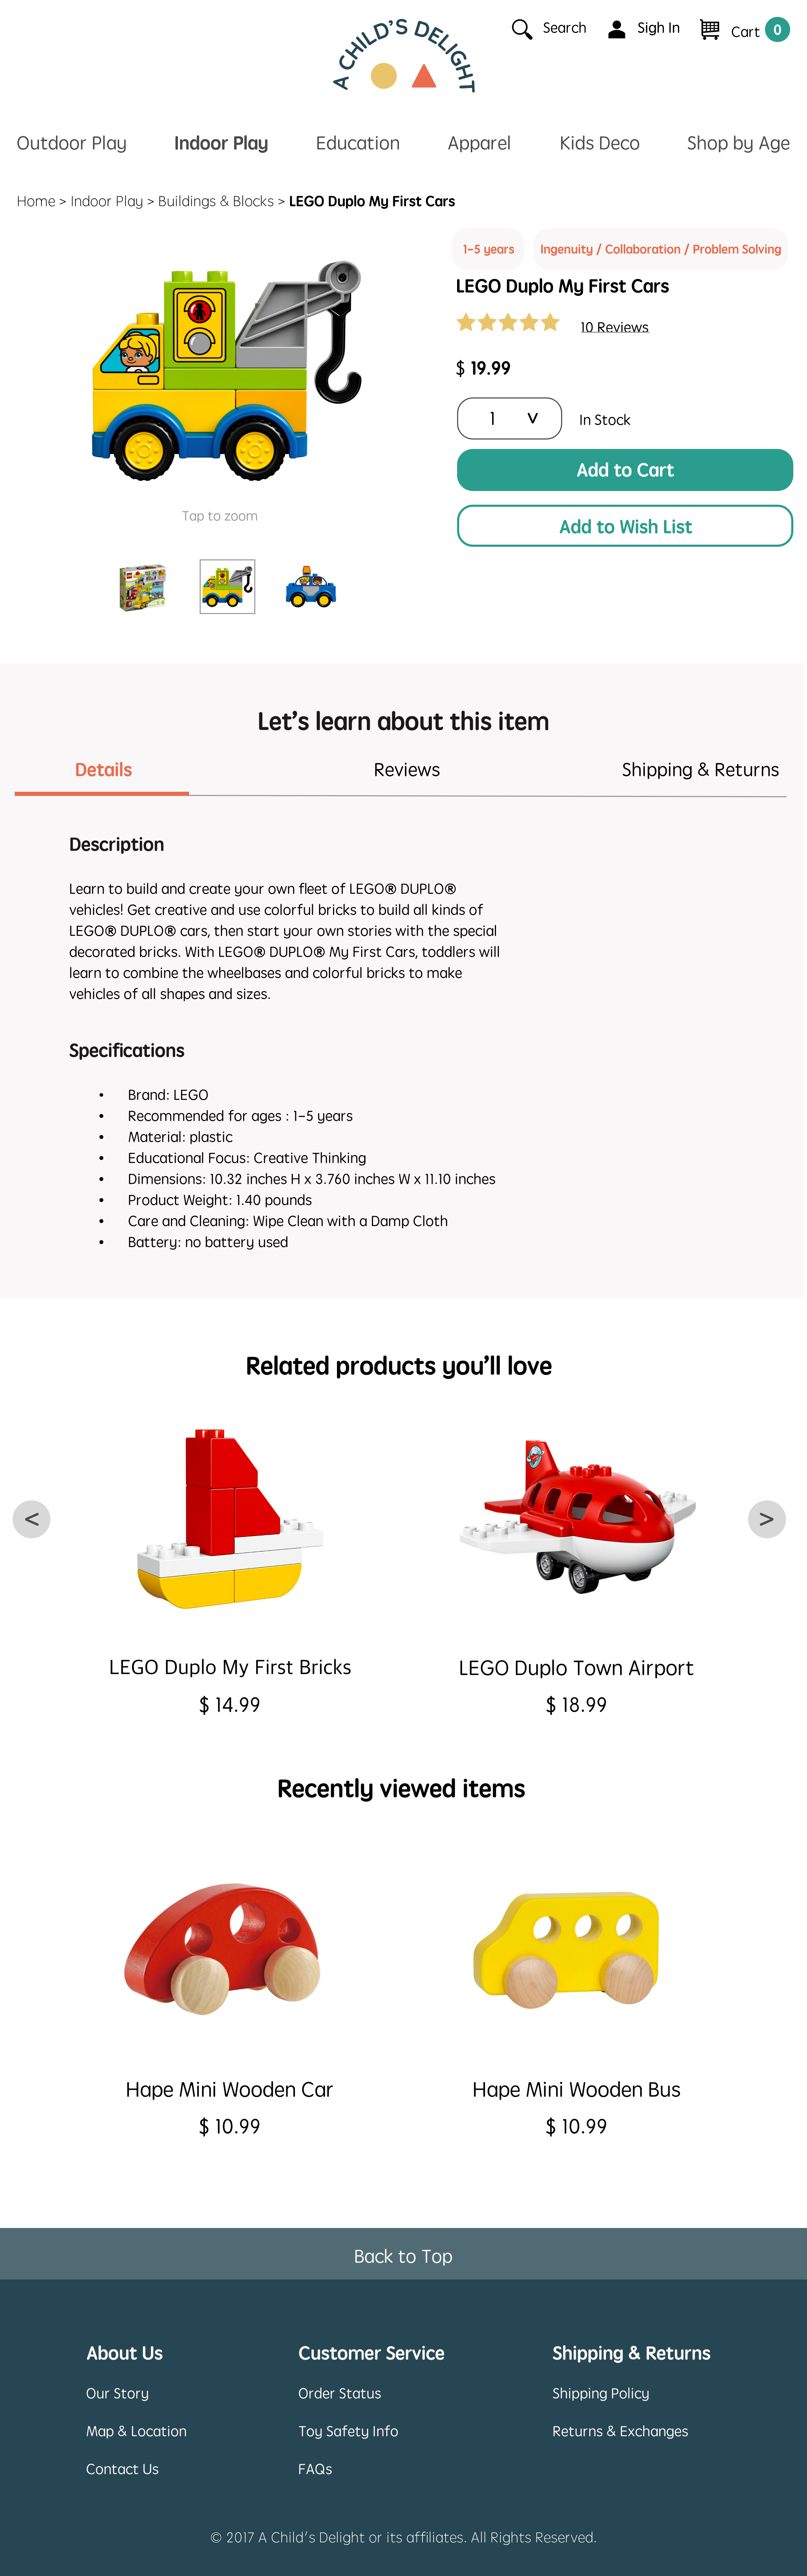 A CHILD'S DELIGHT
Search
Sigh In
Cart
0
Outdoor Play
Indoor Play
Education
Apparel
Kids Deco
Shop by Age
Home > Indoor Play > Buildings & Blocks > LEGO Duplo My First Cars
1-5 years
Ingenuity / Collaboration / Problem Solving
LEGO Duplo My First Cars
10 Reviews
$ 19.99
1
V
In Stock
Add to Cart
Add to Wish List
Tap to zoom
Let's learn about this item
Details
Reviews
Shipping & Returns
Description
Learn to build and create your own fleet of LEGO® DUPLO®
vehicles! Get creative and use colorful bricks to build all kinds of
LEGO® DUPLO® cars, then start your own stories with the special
decorated bricks. With LEGO® DUPLO® My First Cars, toddlers will
learn to combine the wheelbases and colorful bricks to make
vehicles of all shapes and sizes.
Specifications
• Brand: LEGO
• Recommended for ages : 1-5 years
• Material: plastic
• Educational Focus: Creative Thinking
• Dimensions: 10.32 inches H x 3.760 inches W x 11.10 inches
• Product Weight: 1.40 pounds
• Care and Cleaning: Wipe Clean with a Damp Cloth
• Battery: no battery used
Related products you'll love
<
>
LEGO Duplo My First Bricks
$ 14.99
LEGO Duplo Town Airport
$ 18.99
Recently viewed items
Hape Mini Wooden Car
$ 10.99
Hape Mini Wooden Bus
$ 10.99
Back to Top
About Us
Our Story
Map & Location
Contact Us
Customer Service
Order Status
Toy Safety Info
FAQs
Shipping & Returns
Shipping Policy
Returns & Exchanges
© 2017 A Child's Delight or its affiliates. All Rights Reserved.